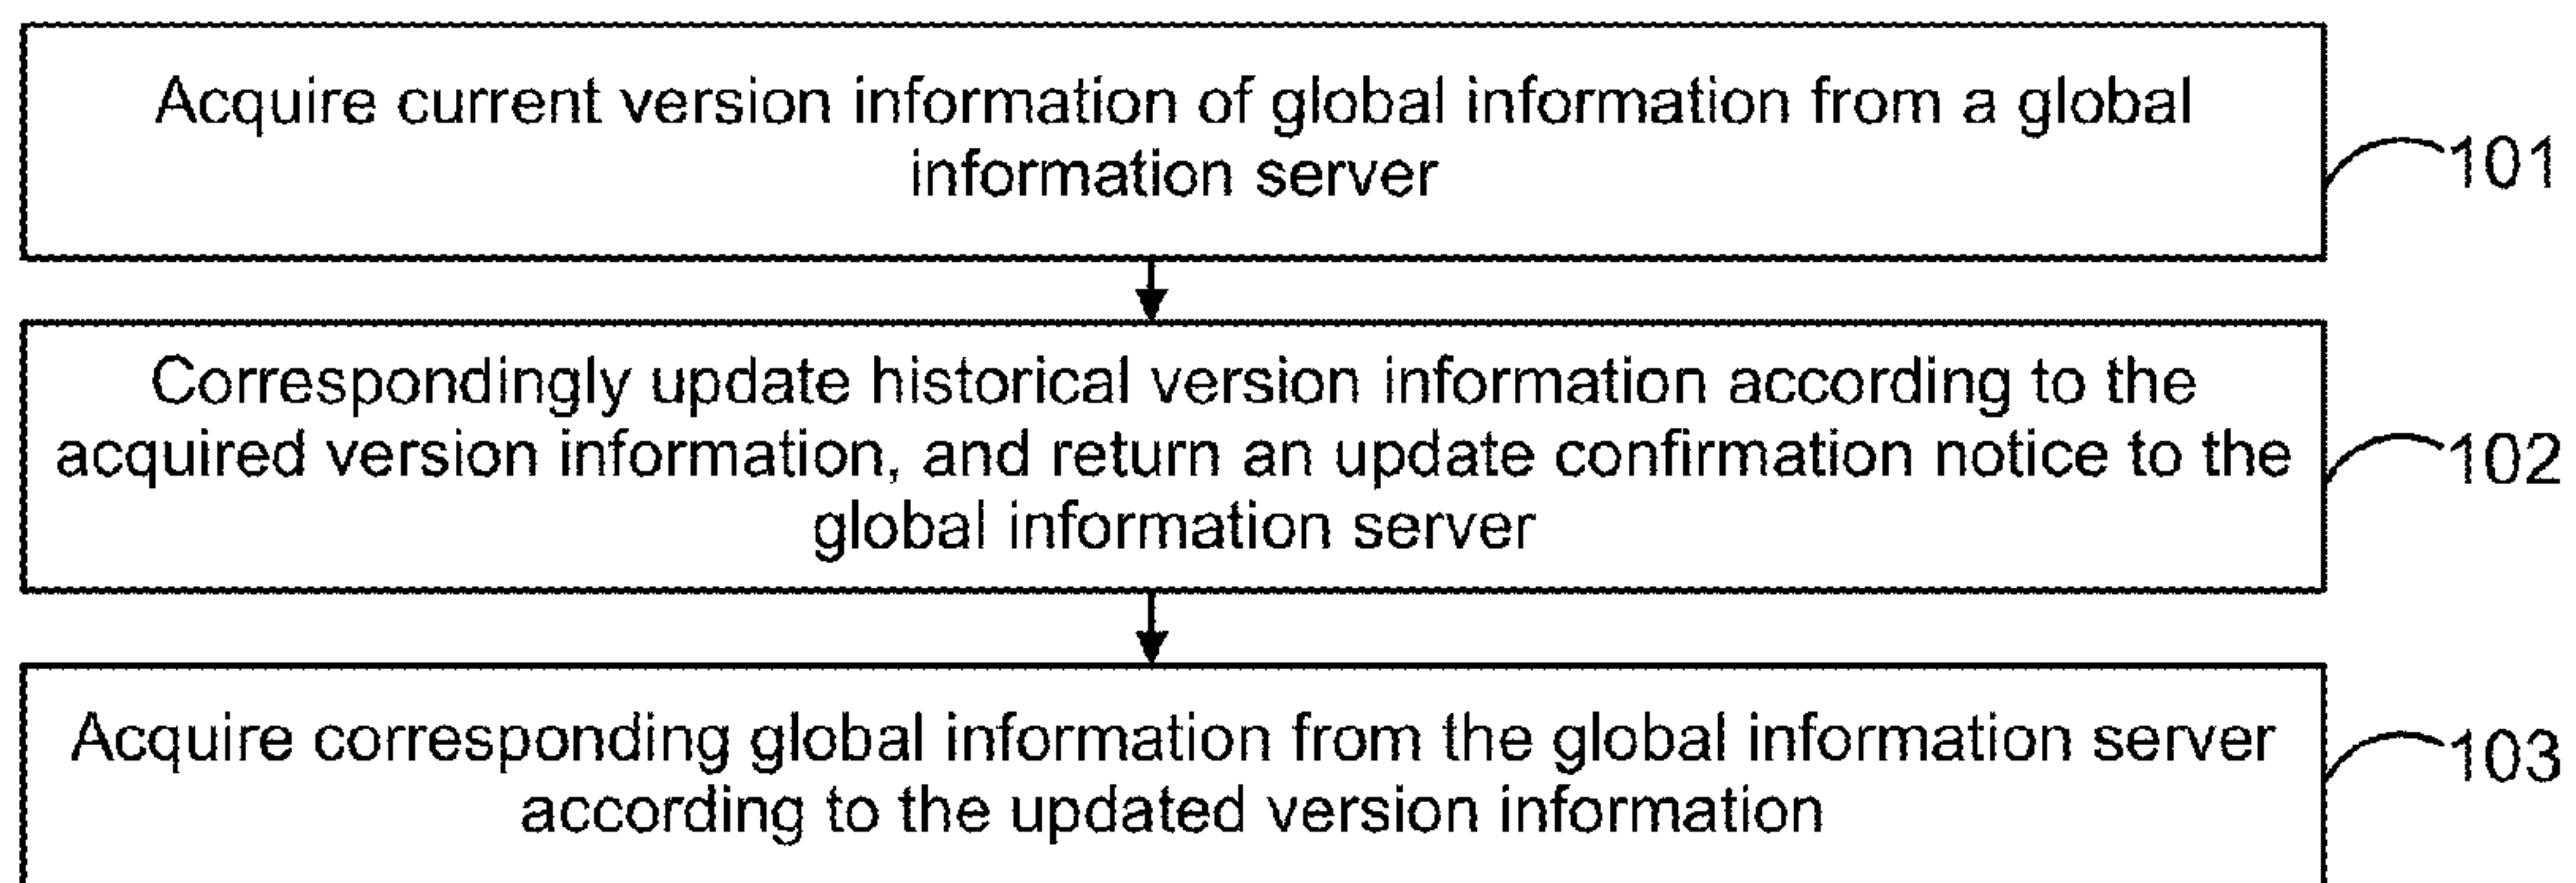 Acquire current version information of global information from a global
information server
101
Correspondingly update historical version information according to the
acquired version information, and return an update confirmation notice to the
global information server
102
Acquire corresponding global information from the global information server
according to the updated version information
103